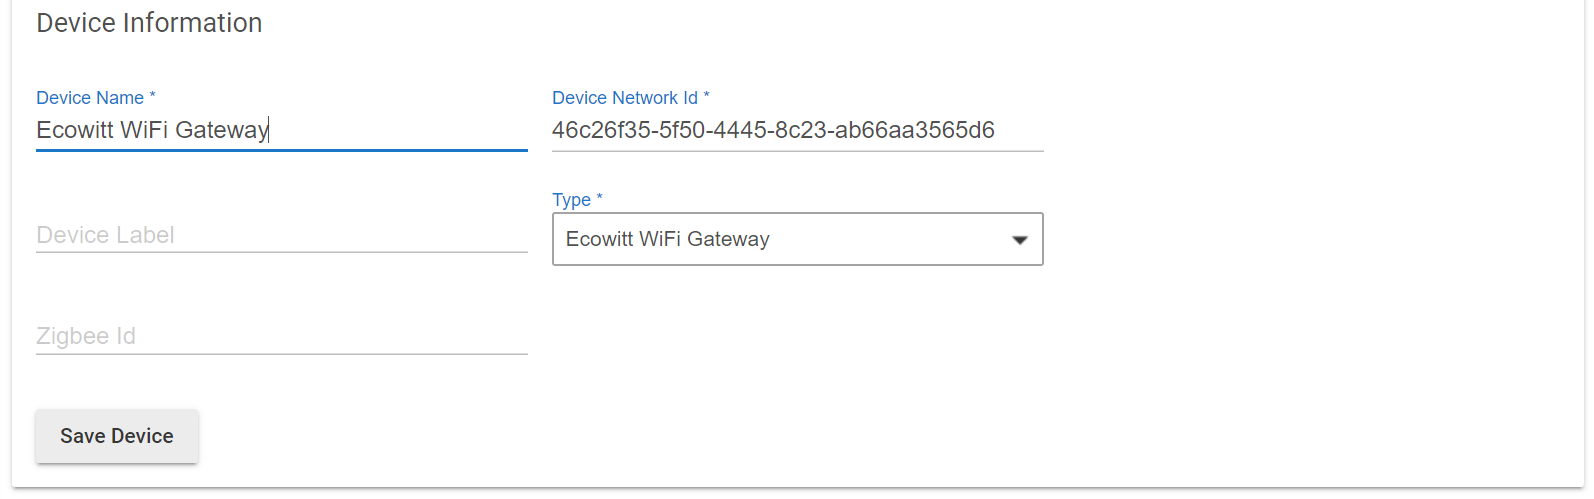 Device Information
Device Name *
Device Network Id *
Ecowitt WiFi Gateway
46c26f35-5f50-4445-8c23-ab66aa3565d6
Type *
Device Label
Ecowitt WiFi Gateway
Zigbee Id
Save Device